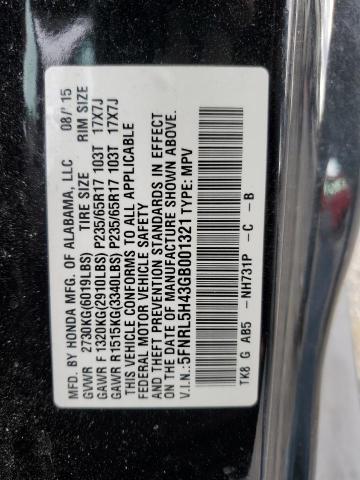 MFD. BY HONDA MFG. OF ALABAMA, LLC 08/'15
GVWR 2730KG(6019LBS) TIRE SIZE RIM SIZE
GAWR F 1320KG(2910LBS) P235/65R17 103T 17X7J
GAWR R1515KG(3340LBS) P235/65R17 103T 17X7J
THIS VEHICLE CONFORMS TO ALL APPLICABLE
FEDERAL MOTOR VEHICLE SAFETY
AND THEFT PREVENTION STANDARDS IN EFFECT
ON THE DATE OF MANUFACTURE SHOWN ABOVE.
V.I.N.: 5FNRL5H43GB001321 TYPE: MPV
TK8 G AB5 -NH731P -C -B